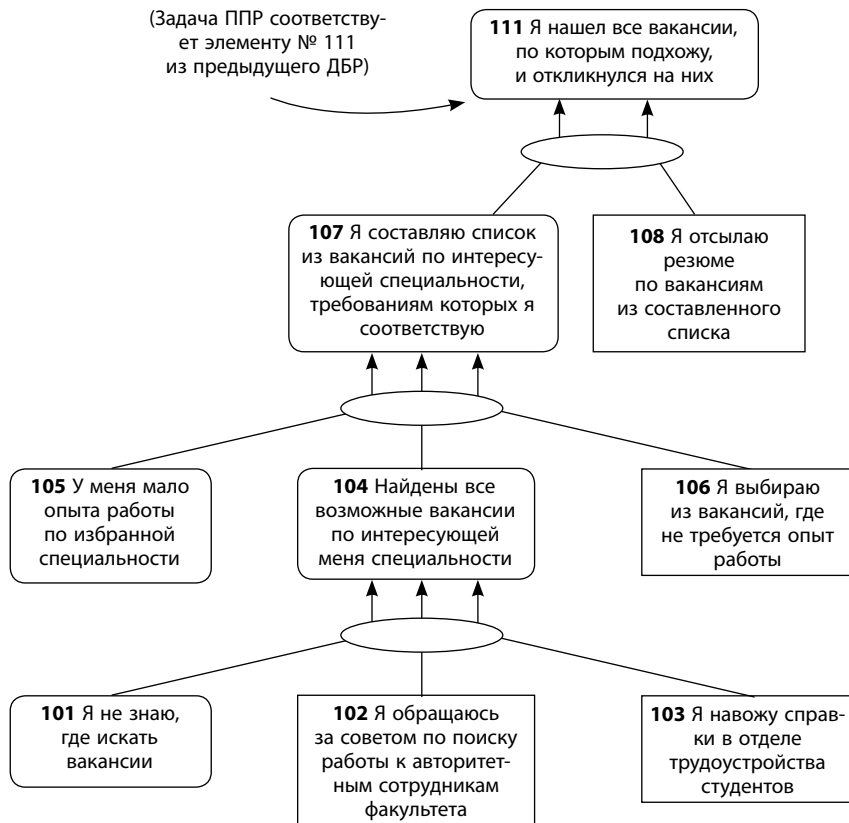 (Задача ППР соответству-
ет элементу № 111
из предыдущего ДБР)
111 Я нашел все вакансии,
по которым подхожу,
и откликнулся на них
107 Я составляю список
из вакансий по интересу-
ющей специальности,
требованиям которых я
соответствую
108 Я отсылаю
резюме
по вакансиям
из составленного
списка
105 У меня мало
опыта работы
по избранной
специальности
104 Найдены все
возможные вакансии
по интересующей
меня специальности
106 Я выбираю
из вакансий, где
не требуется опыт
работы
101 Я не знаю,
где искать
вакансии
102 Я обращаюсь
за советом по поиску
работы к авторитет-
ным сотрудникам
факультета
103 Я навожу справ-
ки в отделе
трудоустройства
студентов